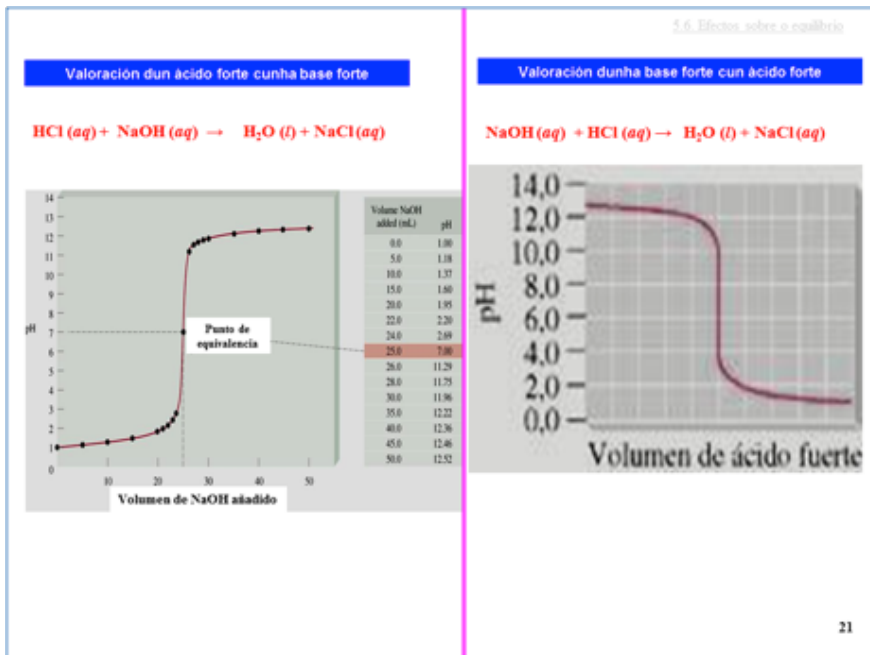 5.6. Efectos sobre o equilibrio
Valoración dun ácido forte cunha base forte
HCl (aq) + NaOH (aq) → H₂O (l) + NaCl (aq)
14
13
12
11
10
9
8
7
6
5
4
3
2
1
0
pH
10 20 30 40 50
Punto de
equivalencia
Volumen de NaOH añadido
Volume NaOH
added (mL) pH
0.0 1.00
5.0 1.18
10.0 1.37
15.0 1.60
20.0 1.95
22.0 2.20
24.0 2.69
25.0 7.00
26.0 11.29
28.0 11.75
30.0 11.96
35.0 12.22
40.0 12.36
45.0 12.46
50.0 12.52
Valoración dunha base forte cun ácido forte
NaOH (aq) + HCl (aq) → H₂O (l) + NaCl (aq)
14,0
12,0
10,0
8,0
6,0
4,0
2,0
0,0
pH
Volumen de ácido fuerte
21